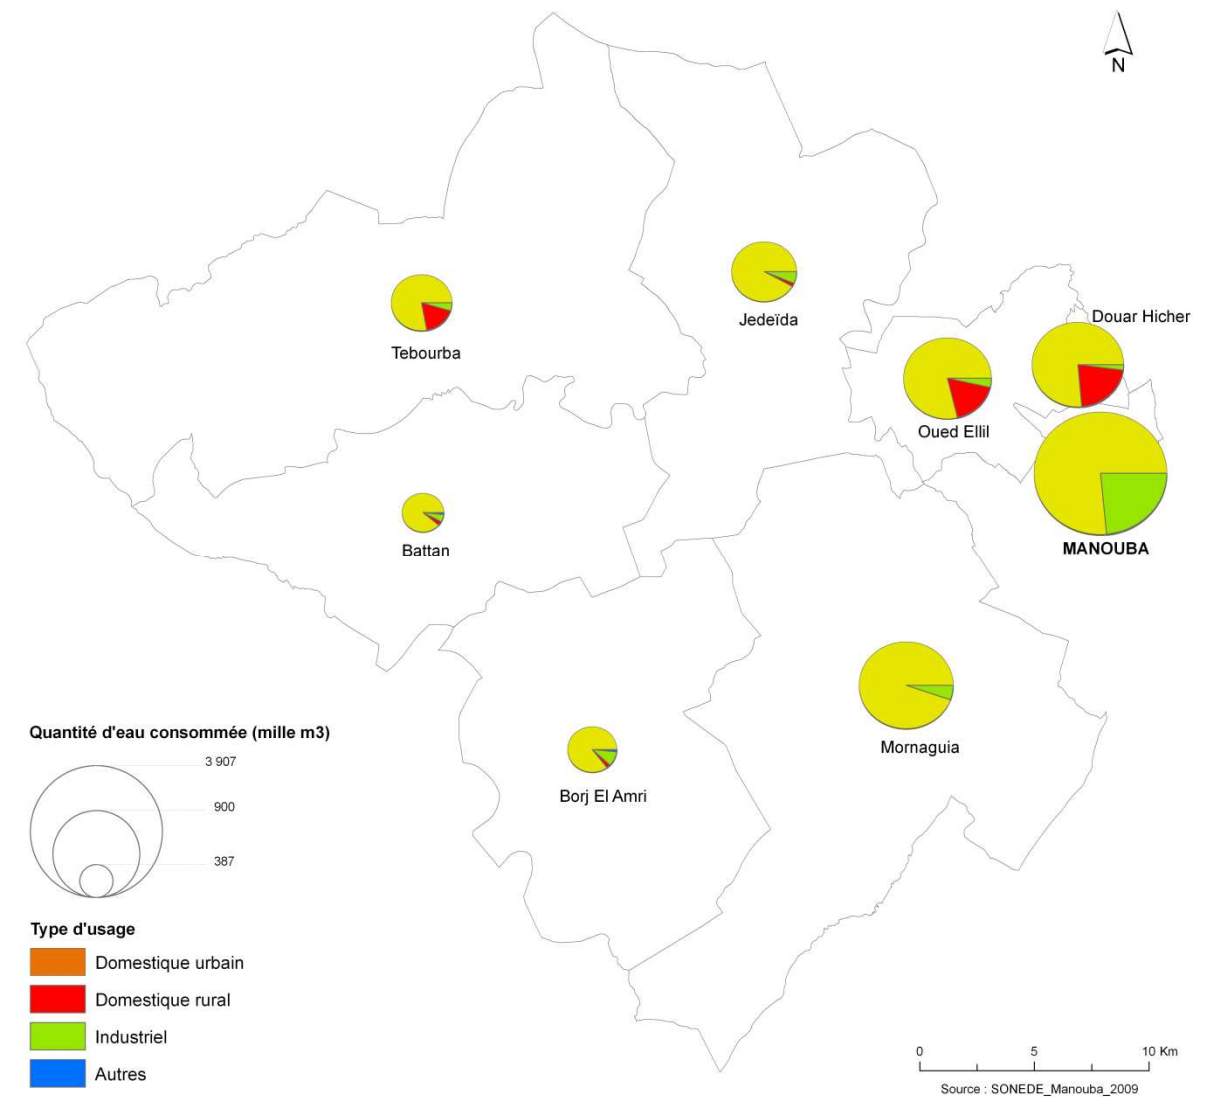 N
Douar Hicher
Jedeïda
Tebourba
Oued Ellil
Battan
MANOUBA
Mornaguia
Borj El Amri
Quantité d'eau consommée (mille m3)
3 907
900
387
Type d'usage
Domestique urbain
Domestique rural
Industriel
Autres
0 5 10 Km
Source : SONEDE_Manouba_2009